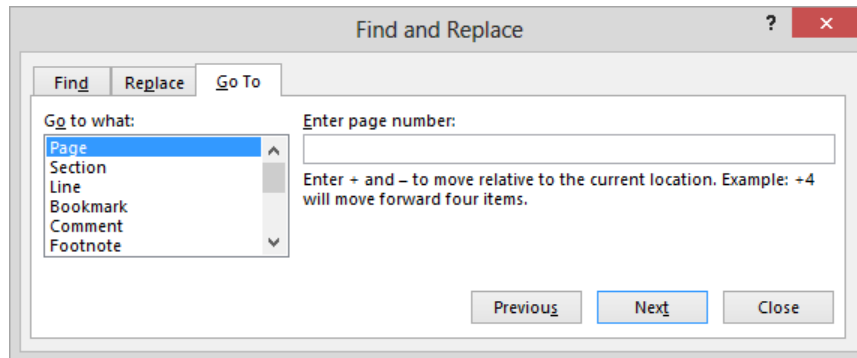 Find and Replace
?
×
Find
Replace
Go To
Go to what:
Enter page number:
Page
Section
Line
Bookmark
Comment
Footnote
Enter + and – to move relative to the current location. Example: +4
will move forward four items.
Previous
Next
Close